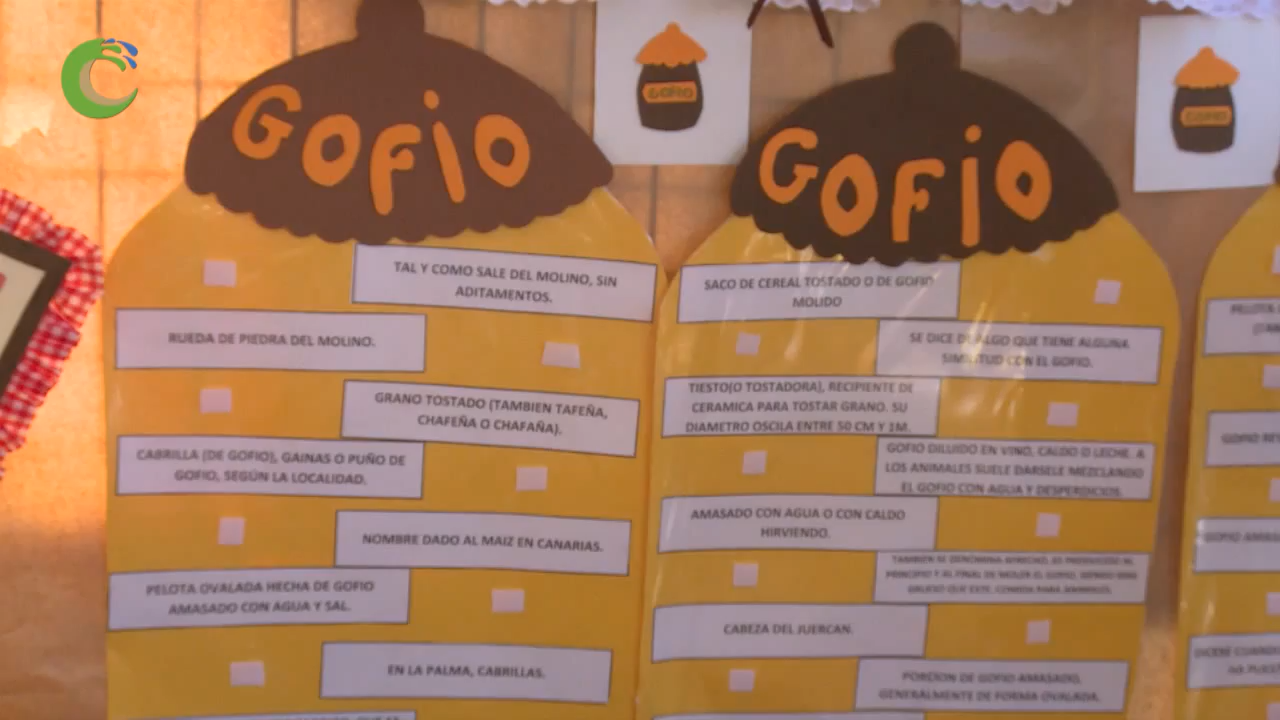 GOFIO
TAL Y COMO SALE DEL MOLINO, SIN
ADITAMENTOS.
RUEDA DE PIEDRA DEL MOLINO.
GRANO TOSTADO (TAMBIEN TAFEÑA,
CHAFEÑA O CHAFAÑA).
CABRILLA (DE GOFIO), GAINAS O PUÑO DE
GOFIO, SEGÚN LA LOCALIDAD.
NOMBRE DADO AL MAIZ EN CANARIAS.
PELOTA OVALADA HECHA DE GOFIO
AMASADO CON AGUA Y SAL.
EN LA PALMA, CABRILLAS.
GOFIO
GOFIO
SACO DE CEREAL TOSTADO O DE GOFIO
MOLIDO
SE DICE DE ALGO QUE TIENE ALGUNA
SIMILITUD CON EL GOFIO.
TIESTO(O TOSTADORA), RECIPIENTE DE
CERAMICA PARA TOSTAR GRANO. SU
DIAMETRO OSCILA ENTRE 50 CM Y 1M.
GOFIO DILUIDO EN VINO, CALDO O LECHE. A
LOS ANIMALES SUELE DARSELE MEZCLANDO
EL GOFIO CON AGUA Y DESPERDICIOS.
AMASADO CON AGUA O CON CALDO
HIRVIENDO.
CABEZA DEL JUERCAN.
PORCION DE GOFIO AMASADO,
GENERALMENTE DE FORMA OVALADA.
GOFIO
PELOTA
GOFIO
GOFIO